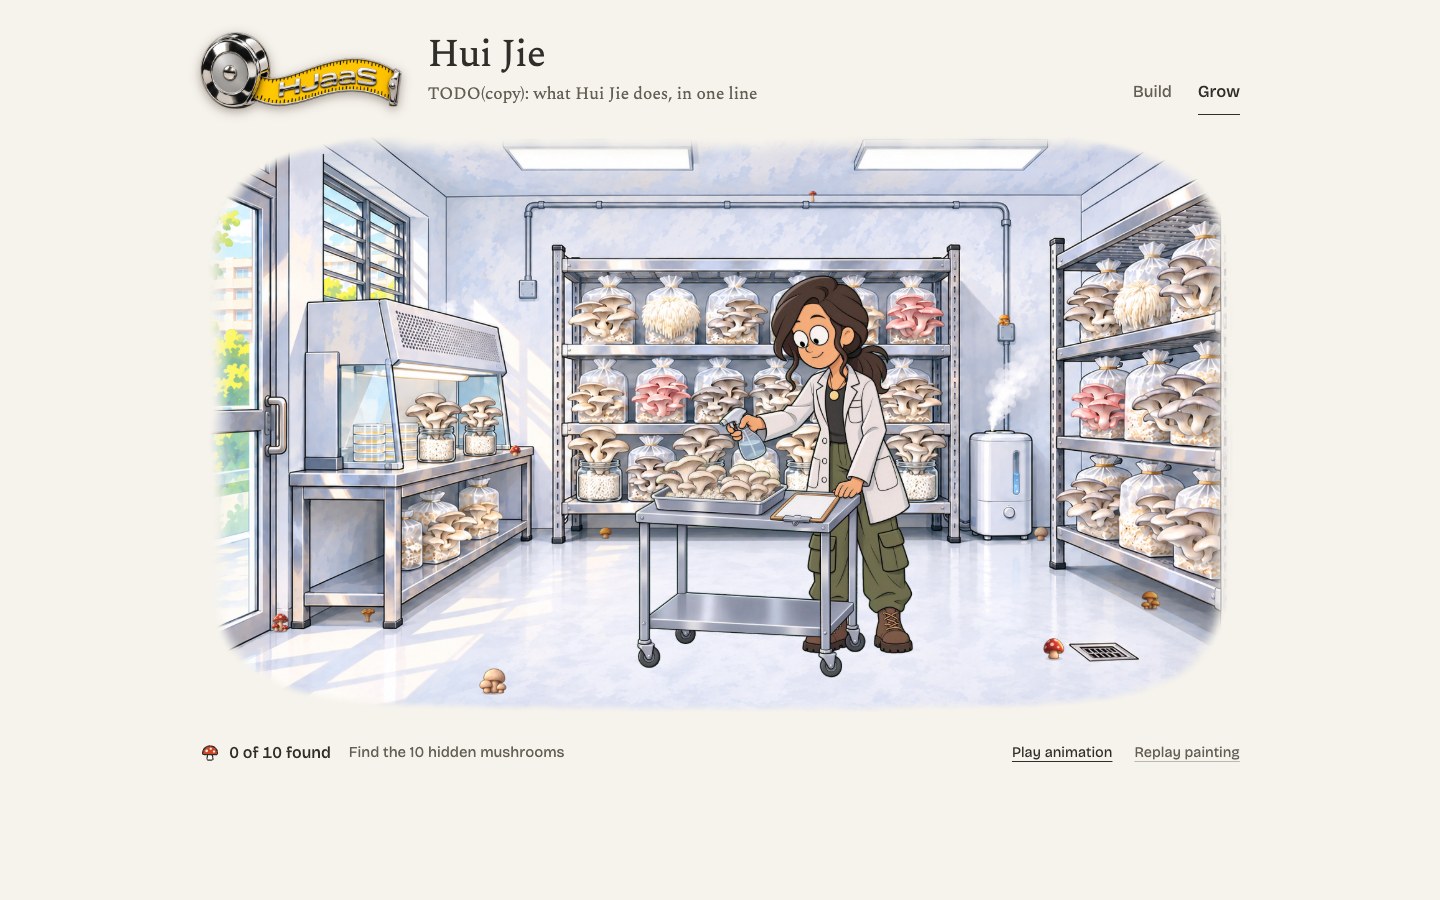 HJaaS
Hui Jie
TODO(copy): what Hui Jie does, in one line
Build
Grow
0 of 10 found
Find the 10 hidden mushrooms
Play animation
Replay painting